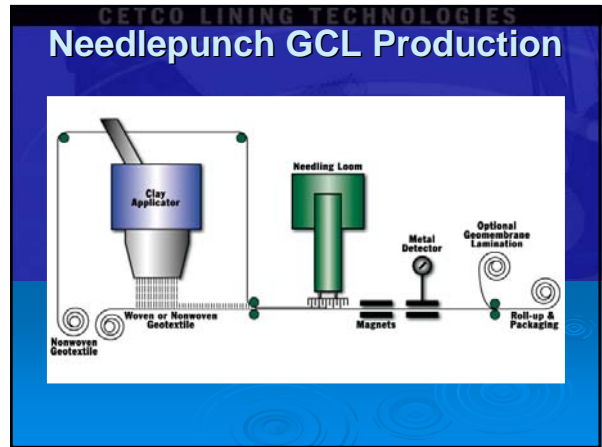 CETCO LINING TECHNOLOGIES
Needlepunch GCL Production
Needling Loom
Clay
Applicator
Optional
Geomembrane
Lamination
Metal
Detector
Woven or Nonwoven
Geotextile
Magnets
Roll-up &
Packaging
Nonwoven
Geotextile